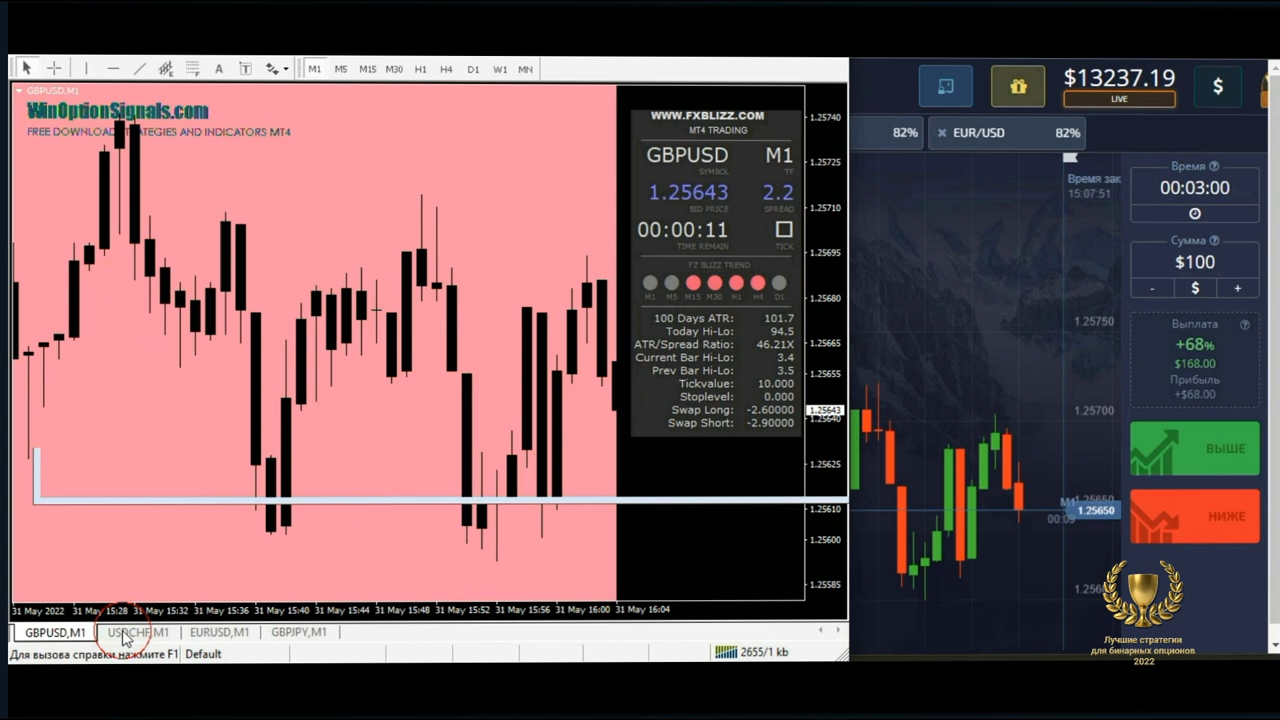 M1 M5 M15 M30 H1 H4 D1 W1 MN
GBPUSD,M1
WinOptionSignals.com
FREE DOWNLOAD STRATEGIES AND INDICATORS MT4
WWW.FXBLIZZ.COM
MT4 TRADING
GBPUSD M1
SYMBOL TF
1.25643 2.2
BID PRICE SPREAD
00:00:11
TIME REMAIN TICK
FZ BLIZZ TREND
M1 M5 M15 M30 H1 H4 D1
100 Days ATR: 101.7
Today Hi-Lo: 94.5
ATR/Spread Ratio: 46.21X
Current Bar Hi-Lo: 3.4
Prev Bar Hi-Lo: 3.5
Tickvalue: 10.000
Stoplevel: 0.000
Swap Long: -2.60000
Swap Short: -2.90000
1.25740
1.25725
1.25710
1.25695
1.25680
1.25665
1.25655
1.25643
1.25640
1.25625
1.25610
1.25600
1.25585
31 May 2022 31 May 15:28 31 May 15:32 31 May 15:36 31 May 15:40 31 May 15:44 31 May 15:48 31 May 15:52 31 May 15:56 31 May 16:00 31 May 16:04
GBPUSD,M1 USDCHF,M1 EURUSD,M1 GBPJPY,M1
Для вызова справки нажмите F1 Default 2655/1 kb
$13237.19
LIVE
$
82% EUR/USD 82%
Время зак
15:07:51
1.25750
1.25700
1.25650
M1
1.25650
00:09
Время
00:03:00
Сумма
$100
- $ +
Выплата
+68%
$168.00
Прибыль
+$68.00
ВЫШЕ
НИЖЕ
Лучшие стратегии
для бинарных опционов
2022